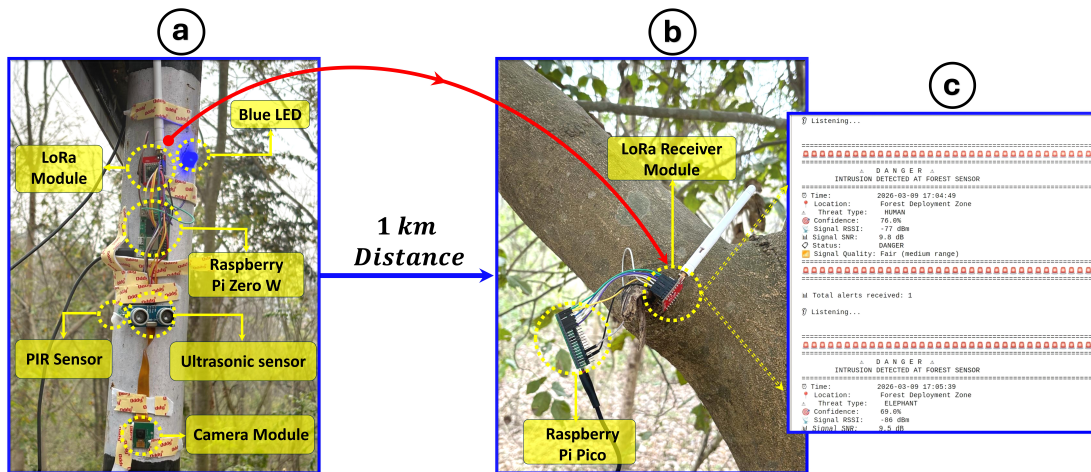 a
b
c
Blue LED
LoRa
Module
Raspberry
Pi Zero W
PIR Sensor
Ultrasonic sensor
Camera Module
1 km
Distance
LoRa Receiver
Module
Raspberry
Pi Pico
Listening...
DANGER
INTRUSION DETECTED AT FOREST SENSOR
Time: 2026-03-09 17:04:49
Location: Forest Deployment Zone
Threat Type: HUMAN
Confidence: 76.0%
Signal RSSI: -77 dBm
Signal SNR: 9.8 dB
Status: DANGER
Signal Quality: Fair (medium range)
Total alerts received: 1
Listening...
DANGER
INTRUSION DETECTED AT FOREST SENSOR
Time: 2026-03-09 17:05:39
Location: Forest Deployment Zone
Threat Type: ELEPHANT
Confidence: 69.0%
Signal RSSI: -86 dBm
Signal SNR: 9.5 dB